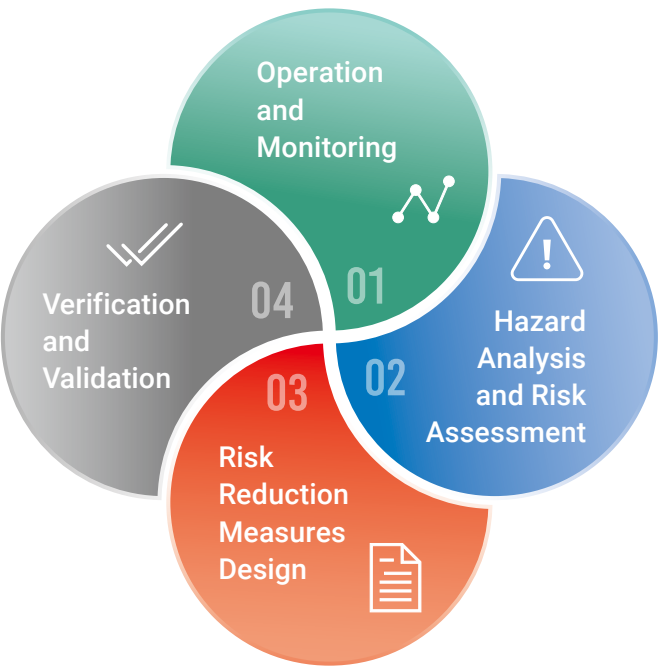 Operation
and
Monitoring
01
Hazard
Analysis
and Risk
Assessment
02
03
Risk
Reduction
Measures
Design
04
Verification
and
Validation